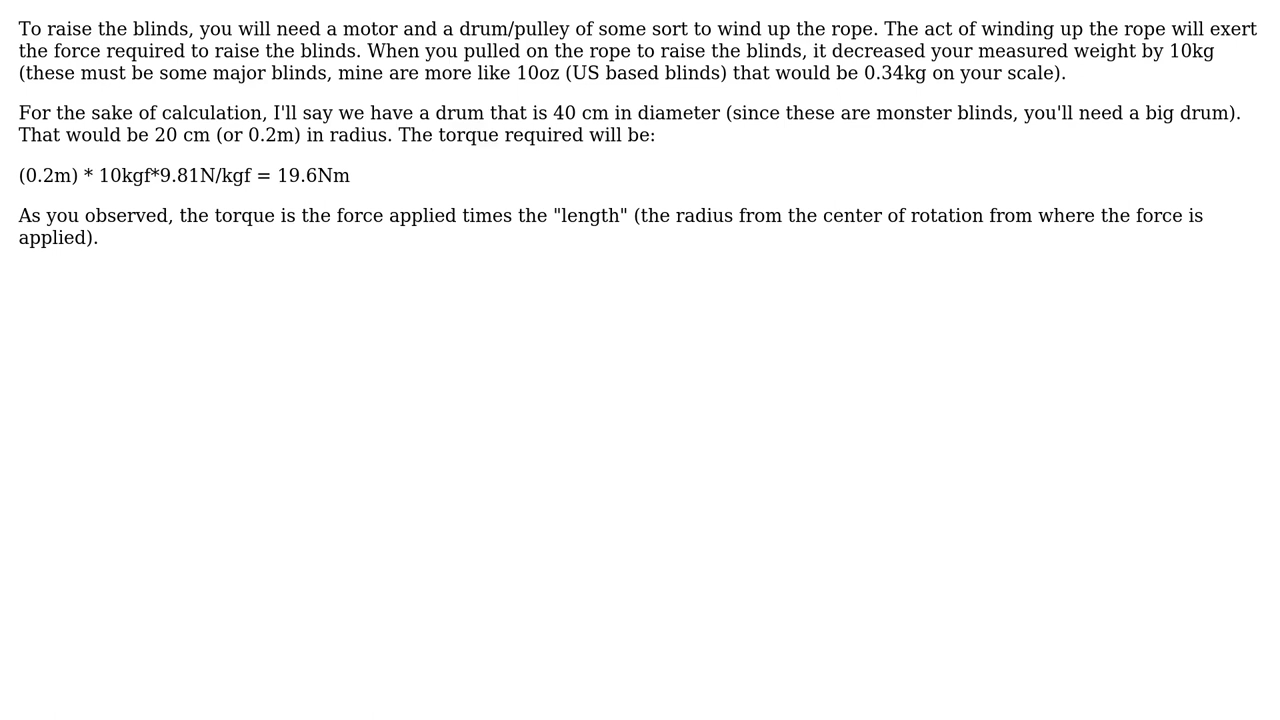 To raise the blinds, you will need a motor and a drum/pulley of some sort to wind up the rope. The act of winding up the rope will exert
the force required to raise the blinds. When you pulled on the rope to raise the blinds, it decreased your measured weight by 10kg
(these must be some major blinds, mine are more like 10oz (US based blinds) that would be 0.34kg on your scale).
For the sake of calculation, I'll say we have a drum that is 40 cm in diameter (since these are monster blinds, you'll need a big drum).
That would be 20 cm (or 0.2m) in radius. The torque required will be:
(0.2m) * 10kgf*9.81N/kgf = 19.6Nm
As you observed, the torque is the force applied times the "length" (the radius from the center of rotation from where the force is
applied).